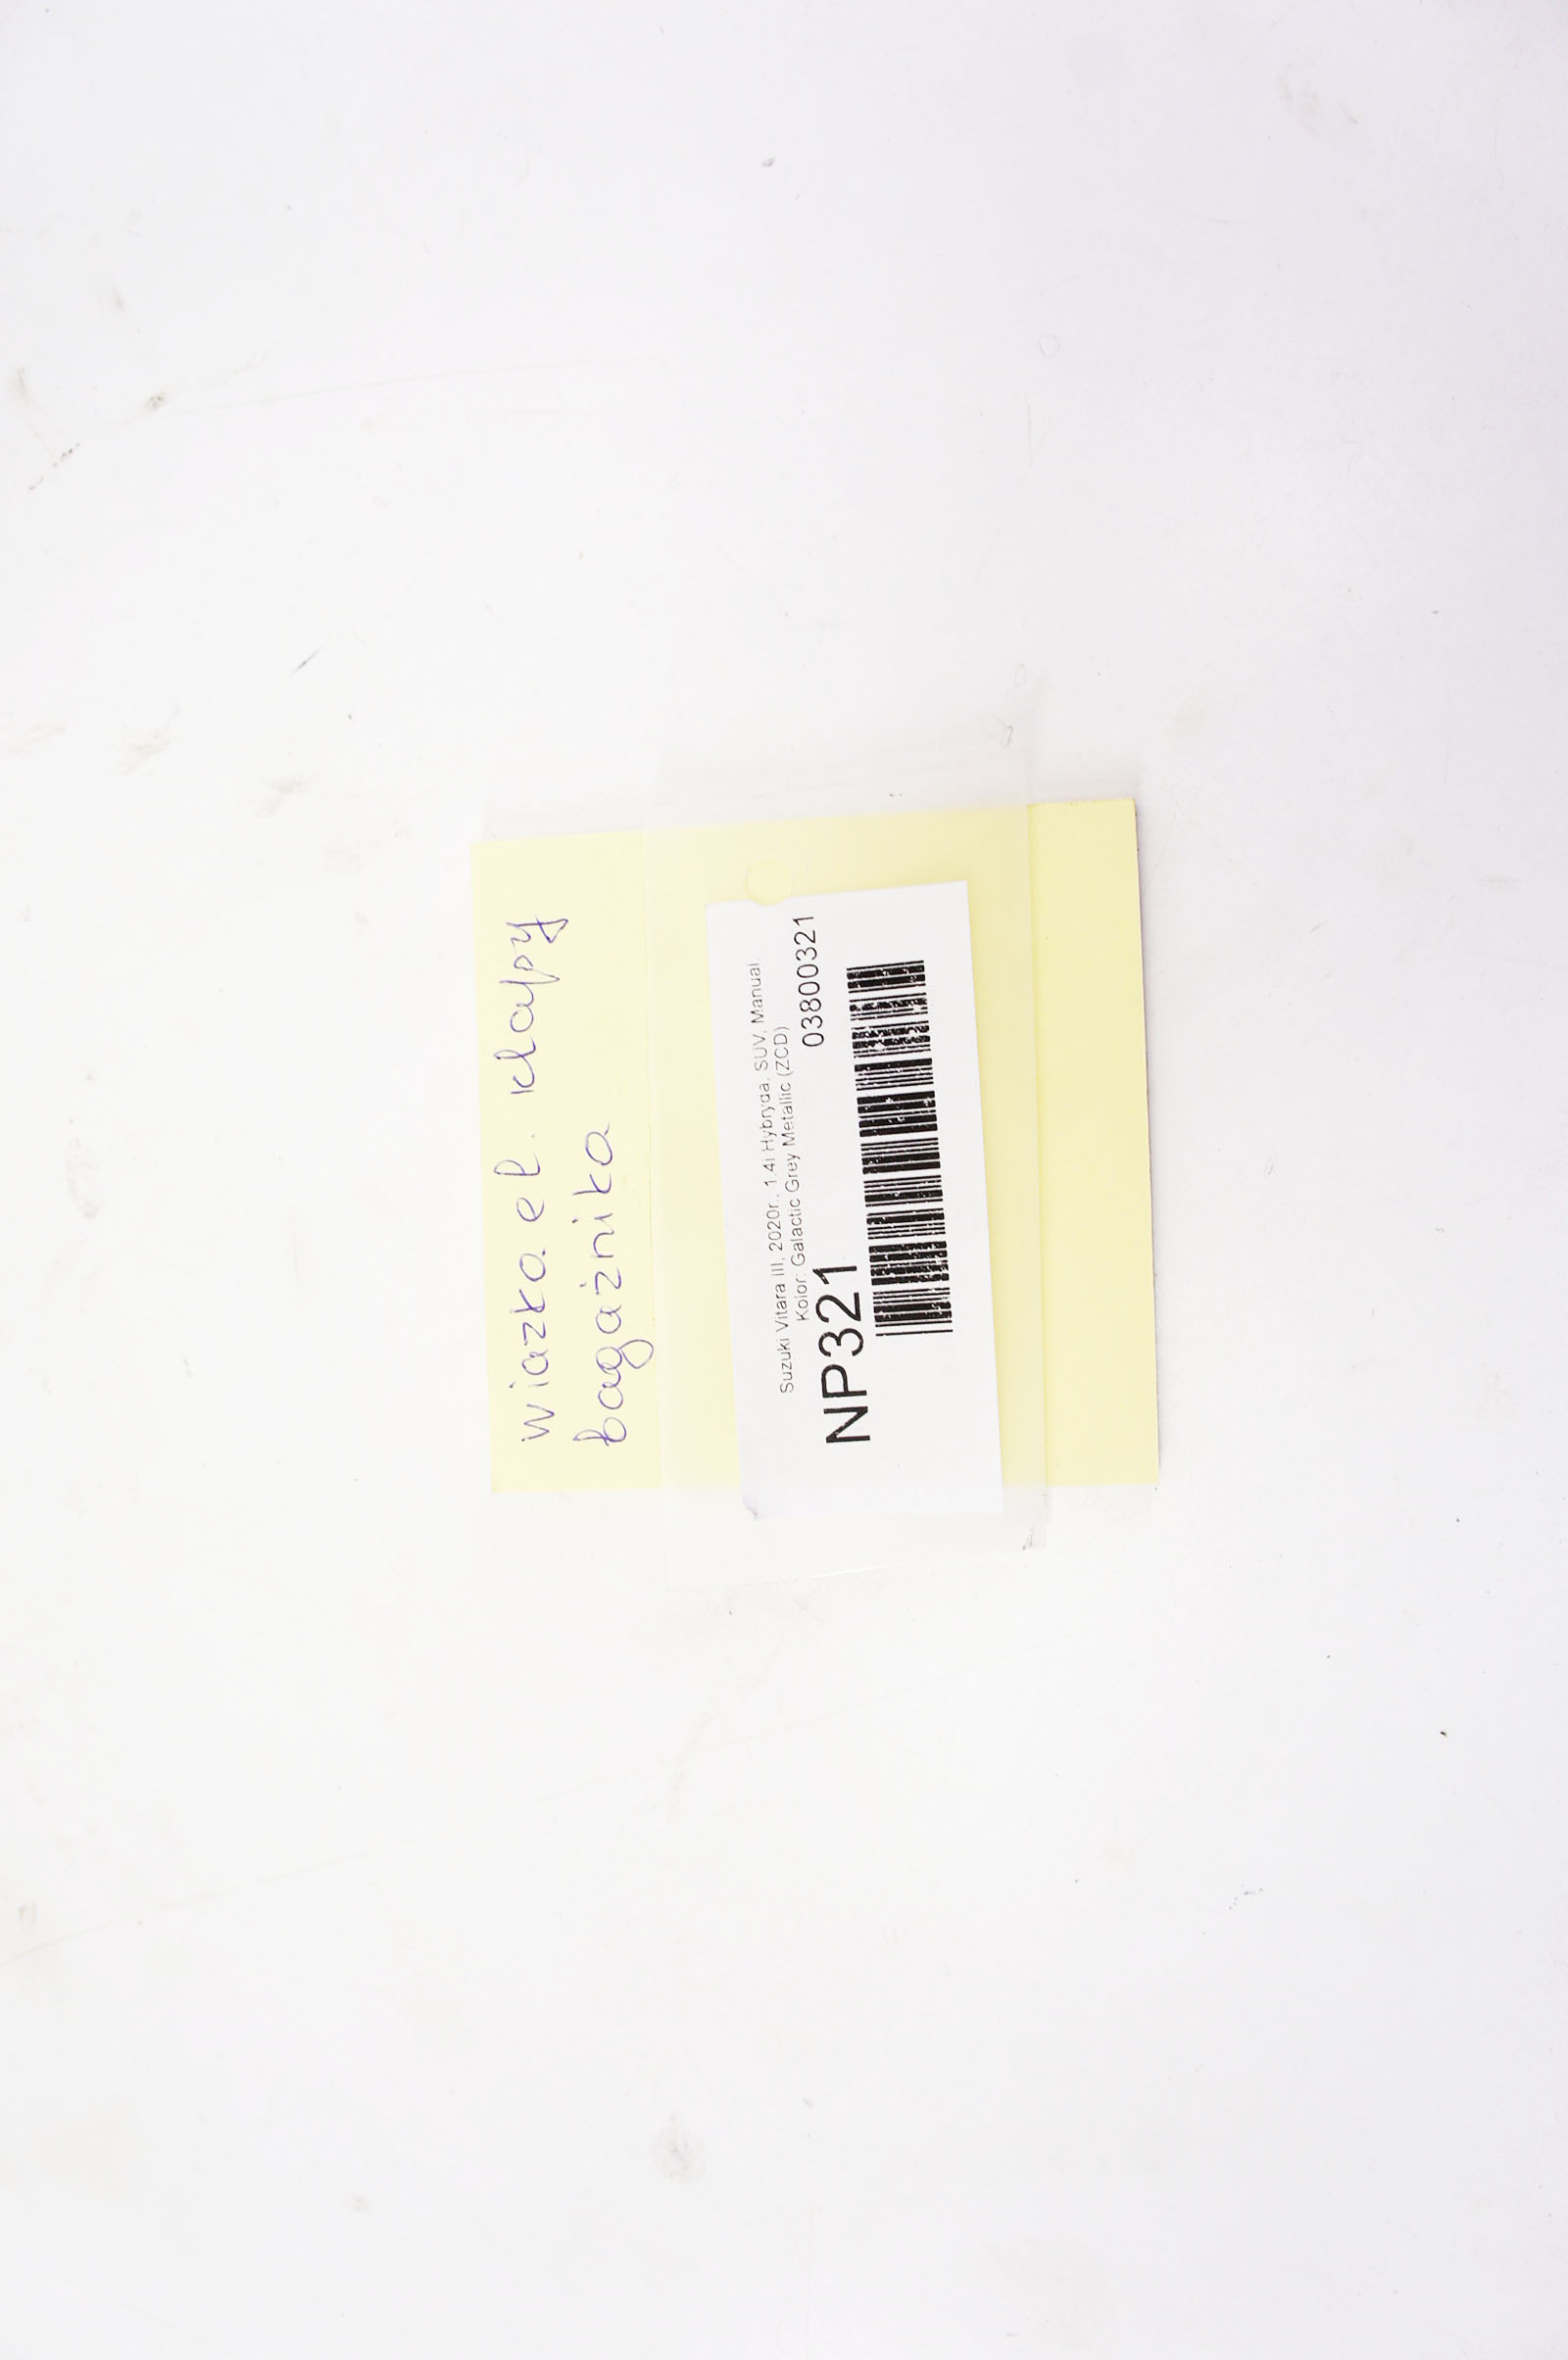 wiazka el. klapy
bagażnika
Suzuki Vitara III, 2020r., 1.4i Hybryda, SUV, Manual,
Kolor: Galactic Grey Metallic (ZCD)
03800321
NP321